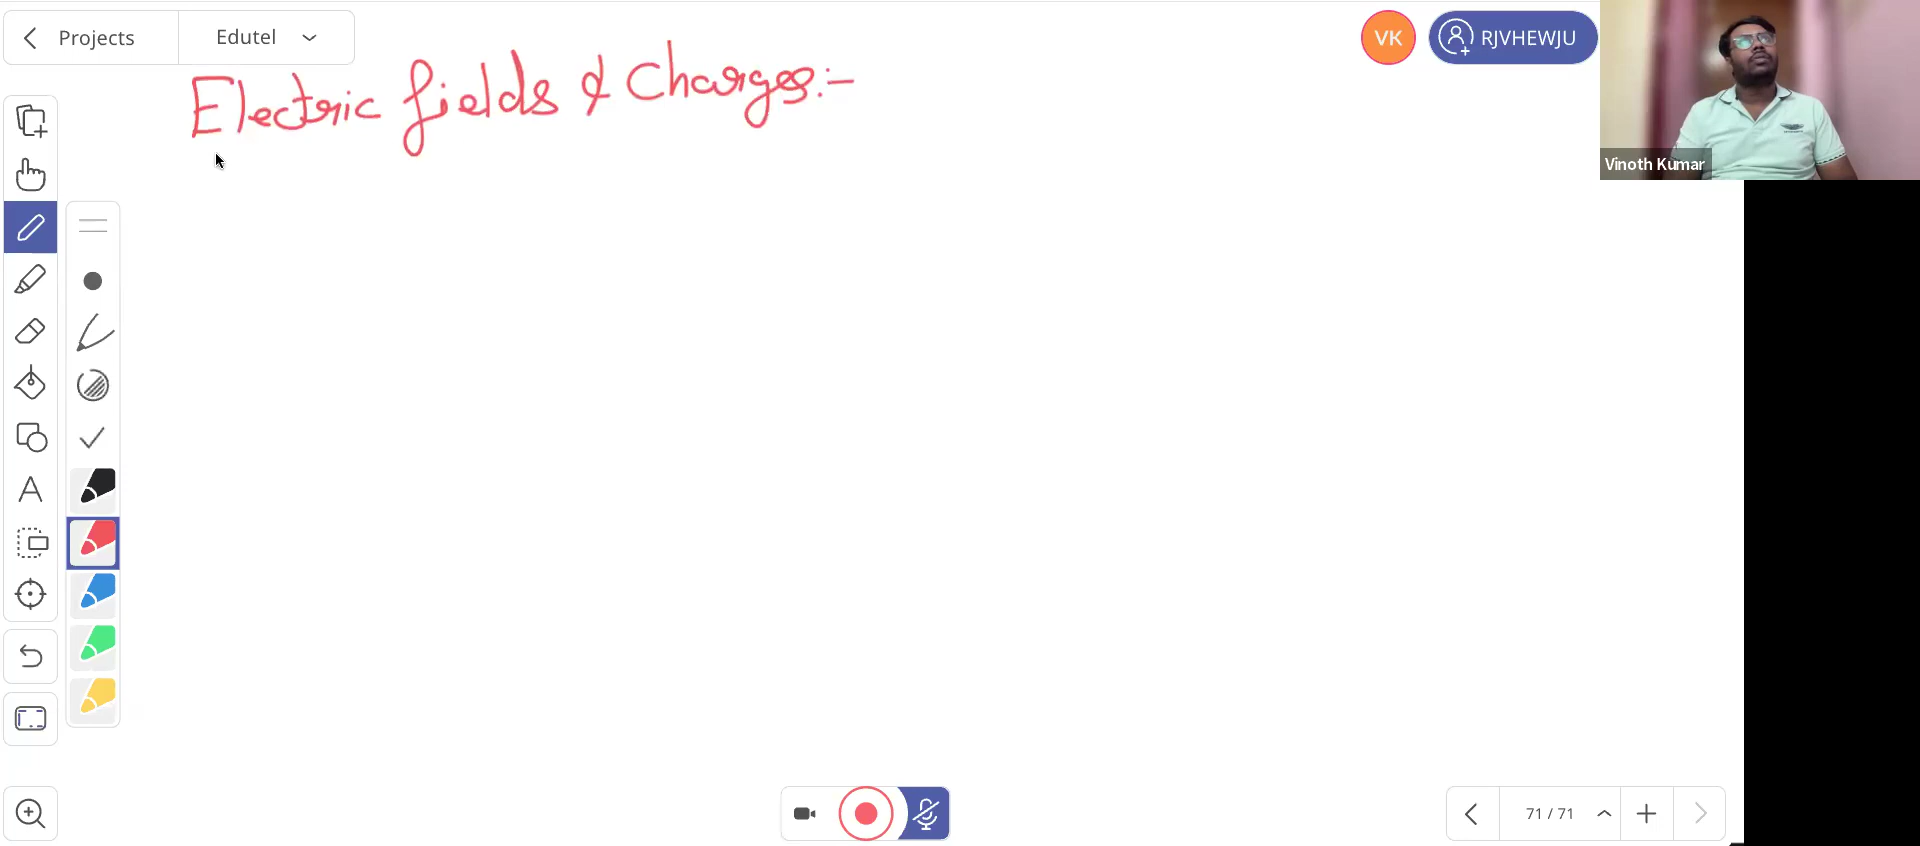 Projects
Edutel
VK
RJVHEWJU
Electric fields & Charges:-
Vinoth Kumar
A
71 / 71